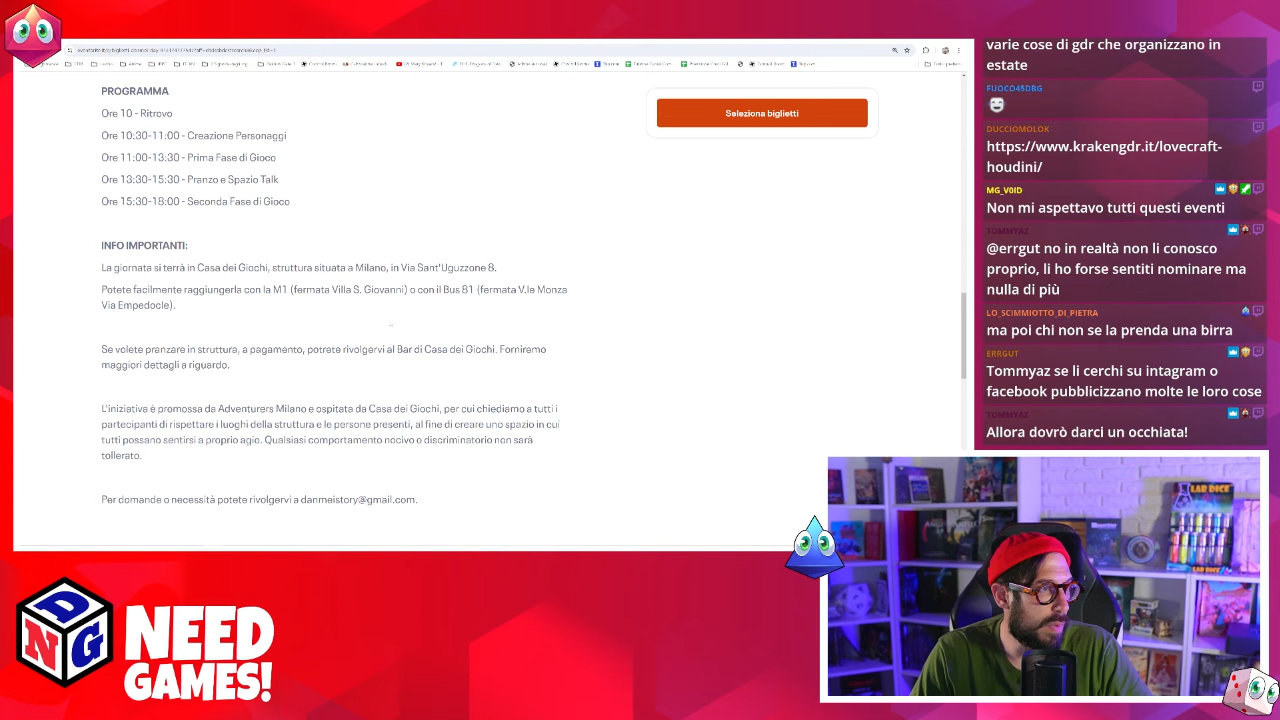 PROGRAMMA
Ore 10 - Ritrovo
Ore 10:30-11:00 - Creazione Personaggi
Ore 11:00-13:30 - Prima Fase di Gioco
Ore 13:30-15:30 - Pranzo e Spazio Talk
Ore 15:30-18:00 - Seconda Fase di Gioco
INFO IMPORTANTI:
La giornata si terrà in Casa dei Giochi, struttura situata a Milano, in Via Sant'Uguzzone 8.
Potete facilmente raggiungerla con la M1 (fermata Villa S. Giovanni) o con il Bus 81 (fermata V.le Monza
Via Empedocle).
Se volete pranzare in struttura, a pagamento, potrete rivolgervi al Bar di Casa dei Giochi. Forniremo
maggiori dettagli a riguardo.
L'iniziativa è promossa da Adventurers Milano e ospitata da Casa dei Giochi, per cui chiediamo a tutti i
partecipanti di rispettare i luoghi della struttura e le persone presenti, al fine di creare uno spazio in cui
tutti possano sentirsi a proprio agio. Qualsiasi comportamento nocivo o discriminatorio non sarà
tollerato.
Per domande o necessità potete rivolgervi a danmeistory@gmail.com.
Seleziona biglietti
varie cose di gdr che organizzano in
estate
FUOCO45DBG
DUCCIOMOLOK
https://www.krakengdr.it/lovecraft-
houdini/
MG_V0ID
Non mi aspettavo tutti questi eventi
TOMMYAZ
@errgut no in realtà non li conosco
proprio, li ho forse sentiti nominare ma
nulla di più
LO_SCIMMIOTTO_DI_PIETRA
ma poi chi non se la prenda una birra
ERRGUT
Tommyaz se li cerchi su intagram o
facebook pubblicizzano molte le loro cose
TOMMYAZ
Allora dovrò darci un occhiata!
LAB DICE
D
N G
NEED
GAMES!